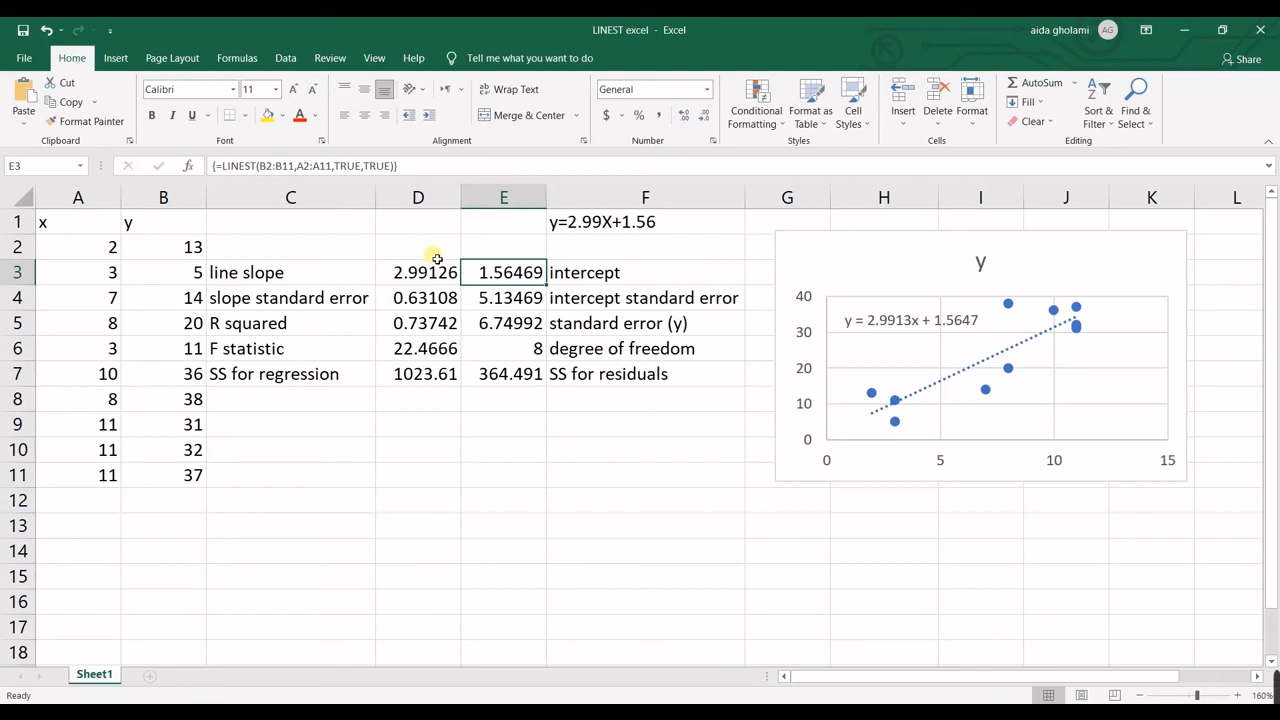 LINEST excel - Excel
aida gholami AG
File Home Insert Page Layout Formulas Data Review View Help Tell me what you want to do Share
Paste
Cut
Copy
Format Painter
Clipboard
Calibri 11
B I U
Font
Wrap Text
Merge & Center
Alignment
General
$ %
Number
Conditional Formatting
Format as Table
Cell Styles
Styles
Insert Delete Format
Cells
AutoSum
Fill
Clear
Sort & Filter
Find & Select
Editing
E3 fx {=LINEST(B2:B11,A2:A11,TRUE,TRUE)}
A B C D E F G H I J K L
1 x y y=2.99X+1.56
2 2 13
3 3 5 line slope 2.99126 1.56469 intercept
4 7 14 slope standard error 0.63108 5.13469 intercept standard error
5 8 20 R squared 0.73742 6.74992 standard error (y)
6 3 11 F statistic 22.4666 8 degree of freedom
7 10 36 SS for regression 1023.61 364.491 SS for residuals
8 8 38
9 11 31
10 11 32
11 11 37
12
13
14
15
16
17
18
y
40
y = 2.9913x + 1.5647
30
20
10
0
0 5 10 15
Sheet1
Ready 160%